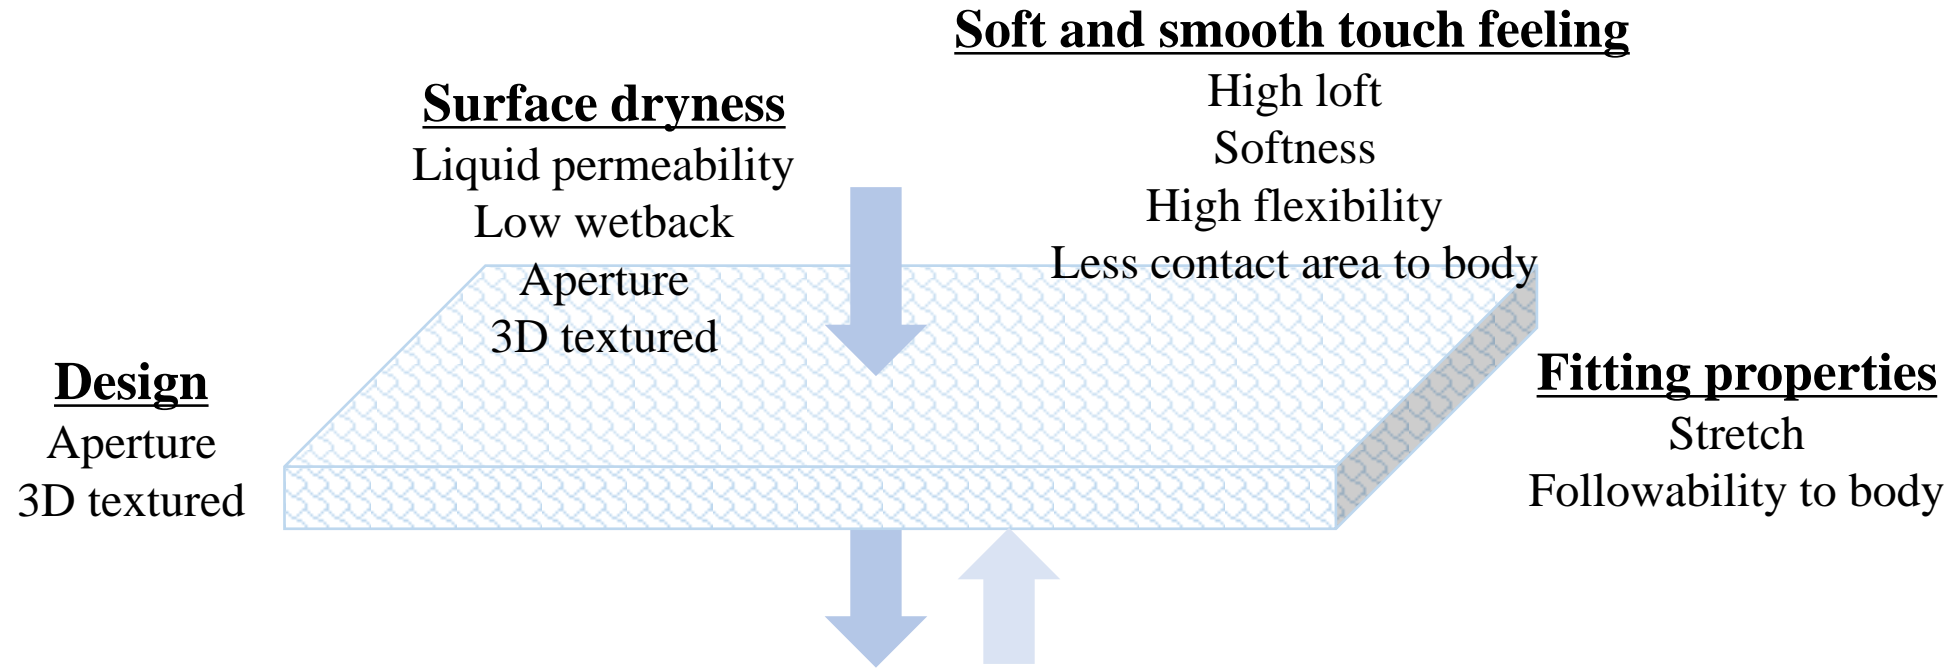 Soft and smooth touch feeling
High loft
Softness
High flexibility
Less contact area to body
Surface dryness
Liquid permeability
Low wetback
Aperture
3D textured
Design
Aperture
3D textured
Fitting properties
Stretch
Followability to body